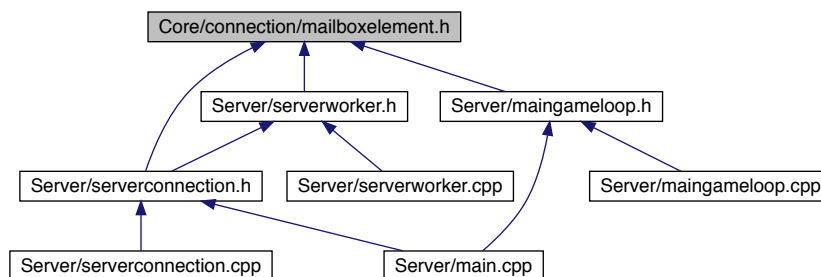 Core/connection/mailboxelement.h
Server/serverworker.h
Server/maingameloop.h
Server/serverconnection.h
Server/serverworker.cpp
Server/maingameloop.cpp
Server/serverconnection.cpp
Server/main.cpp